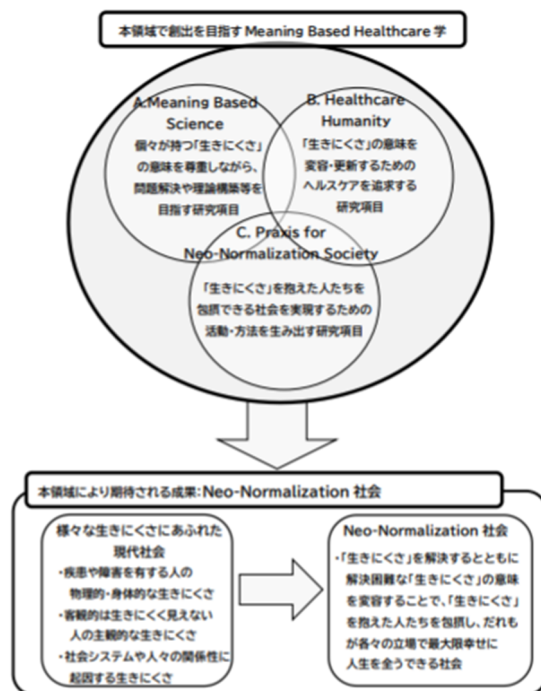 本領域で創出を目指す Meaning Based Healthcare 学
A.Meaning Based
Science
個々が持つ「生きにくさ」
の意味を尊重しながら、
問題解決や理論構築等を
目指す研究項目
B. Healthcare
Humanity
「生きにくさ」の意味を
変容・更新するための
ヘルスケアを追求する
研究項目
C. Praxis for
Neo-Normalization Society
「生きにくさ」を抱えた人たちを
包摂できる社会を実現するための
活動・方法を生み出す研究項目
本領域により期待される成果：Neo-Normalization 社会
様々な生きにくさにあふれた
現代社会
・疾患や障害を有する人の
物理的・身体的な生きにくさ
・客観的は生きにくく見えない
人の主観的な生きにくさ
・社会システムや人々の関係性に
起因する生きにくさ
Neo-Normalization 社会
・「生きにくさ」を解決するとともに
解決困難な「生きにくさ」の意味
を変容することで、「生きにくさ」
を抱えた人たちを包摂し、だれも
が各々の立場で最大限幸せに
人生を全うできる社会